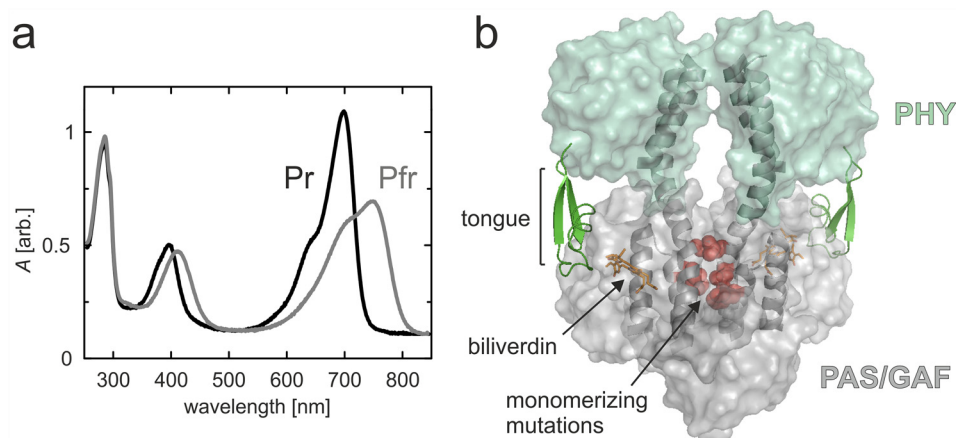 a
A [arb.]
1
0.5
0
Pr
Pfr
300 400 500 600 700 800
wavelength [nm]
b
PHY
tongue
biliverdin
PAS/GAF
monomerizing
mutations